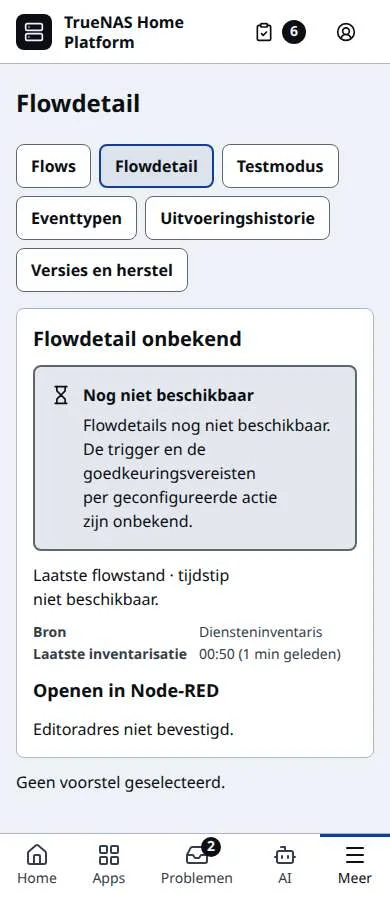 TrueNAS Home
Platform
6
Flowdetail
Flows
Flowdetail
Testmodus
Eventtypen
Uitvoeringshistorie
Versies en herstel
Flowdetail onbekend
Nog niet beschikbaar
Flowdetails nog niet beschikbaar.
De trigger en de
goedkeuringsvereisten
per geconfigureerde actie
zijn onbekend.
Laatste flowstand · tijdstip
niet beschikbaar.
Bron Diensteninventaris
Laatste inventarisatie 00:50 (1 min geleden)
Openen in Node-RED
Editoradres niet bevestigd.
Geen voorstel geselecteerd.
2
Home Apps Problemen AI Meer